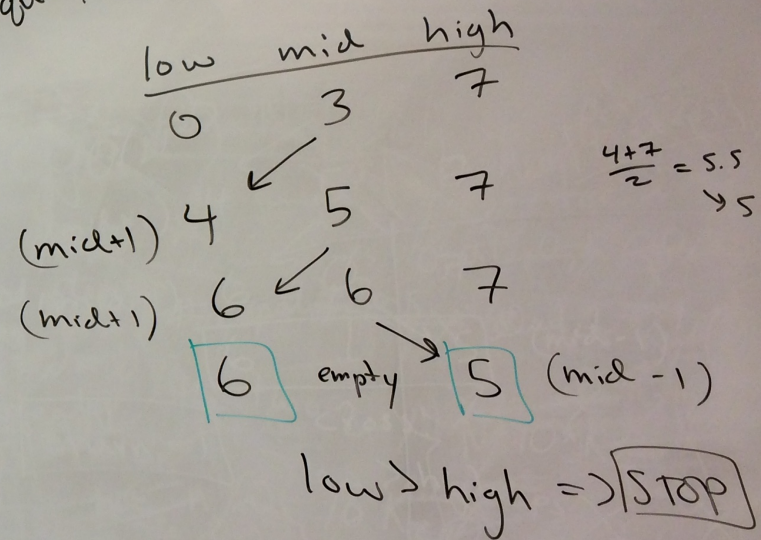 low mid high
0 3 7
4+7/2 = 5.5
↘ 5
(mid+1) 4 5 7
(mid+1) 6 6 7
6 empty 5 (mid - 1)
low > high => STOP